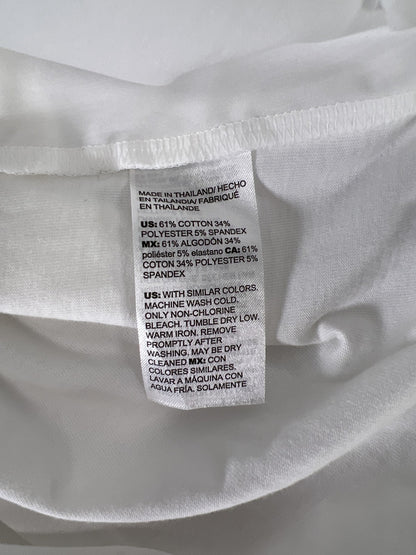 MADE IN THAILAND/ HECHO
EN TAILANDIA/ FABRIQUÉ
EN THAÏLANDE
US: 61% COTTON 34%
POLYESTER 5% SPANDEX
MX: 61% ALGODÓN 34%
poliéster 5% elastano CA: 61%
COTON 34% POLYESTER 5%
SPANDEX
US: WITH SIMILAR COLORS.
MACHINE WASH COLD.
ONLY NON-CHLORINE
BLEACH. TUMBLE DRY LOW.
WARM IRON. REMOVE
PROMPTLY AFTER
WASHING. MAY BE DRY
CLEANED MX: CON
COLORES SIMILARES.
LAVAR A MÁQUINA CON
AGUA FRÍA. SOLAMENTE